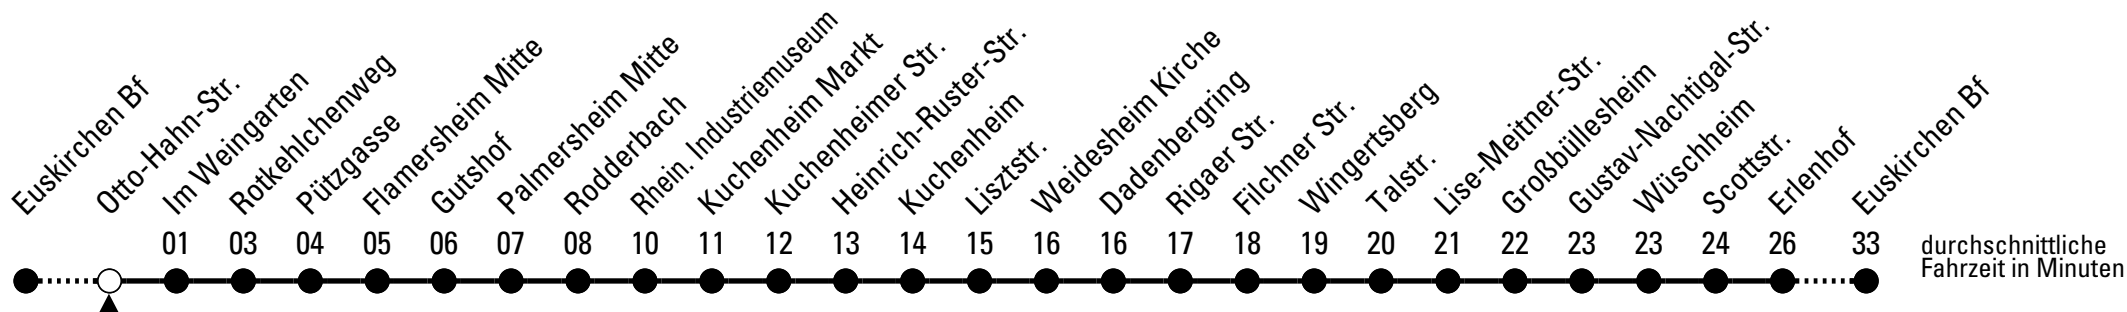 Euskirchen Bf
Otto-Hahn-Str.
Im Weingarten
Rotkehlchenweg
Pützgasse
Flamersheim Mitte
Gutshof
Palmersheim Mitte
Rodderbach
Rhein. Industriemuseum
Kuchenheim Markt
Kuchenheimer Str.
Heinrich-Ruster-Str.
Kuchenheim
Lisztstr.
Weidesheim Kirche
Dadenbergring
Rigaer Str.
Filchner Str.
Wingertsberg
Talstr.
Lise-Meitner-Str.
Großbüllesheim
Gustav-Nachtigal-Str.
Wüschheim
Scottstr.
Erlenhof
Euskirchen Bf
01 03 04 05 06 07 08 10 11 12 13 14 15 16 16 17 18 19 20 21 22 23 23 24 26 33
durchschnittliche
Fahrzeit in Minuten